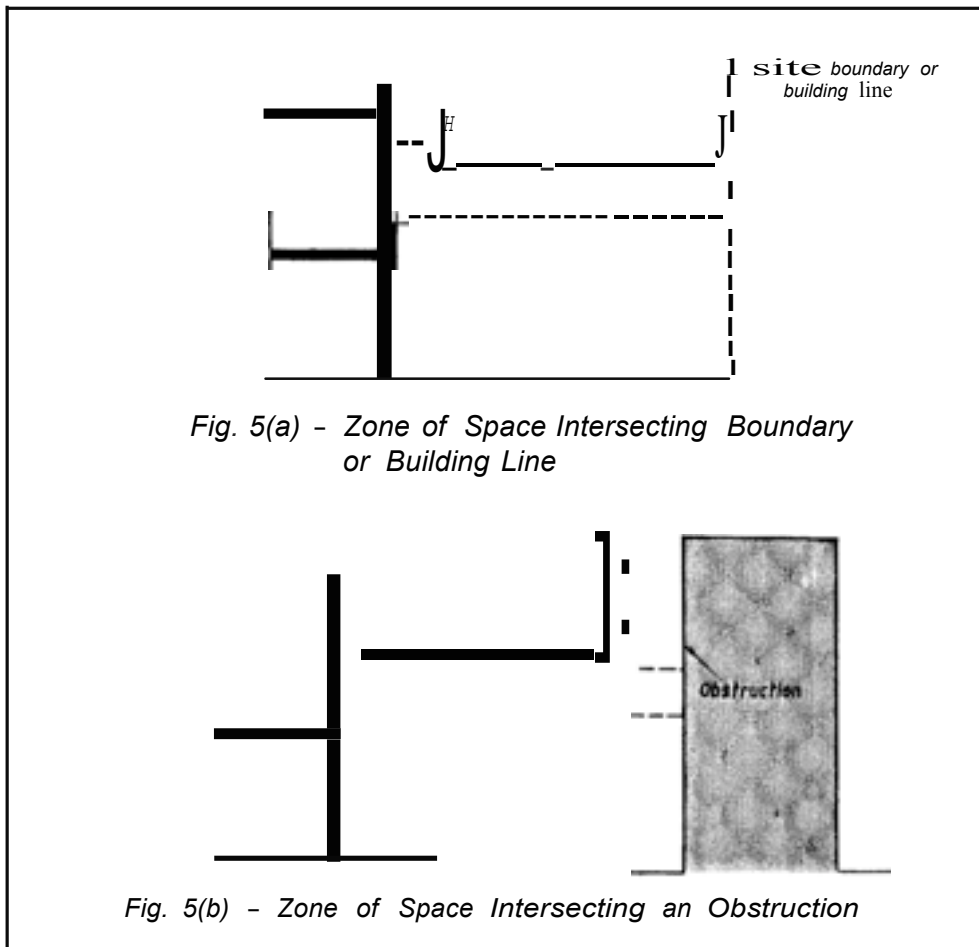 l site boundary or
building line
H
J
J
Fig. 5(a) – Zone of Space Intersecting Boundary
or Building Line
Obstruction
Fig. 5(b) – Zone of Space Intersecting an Obstruction